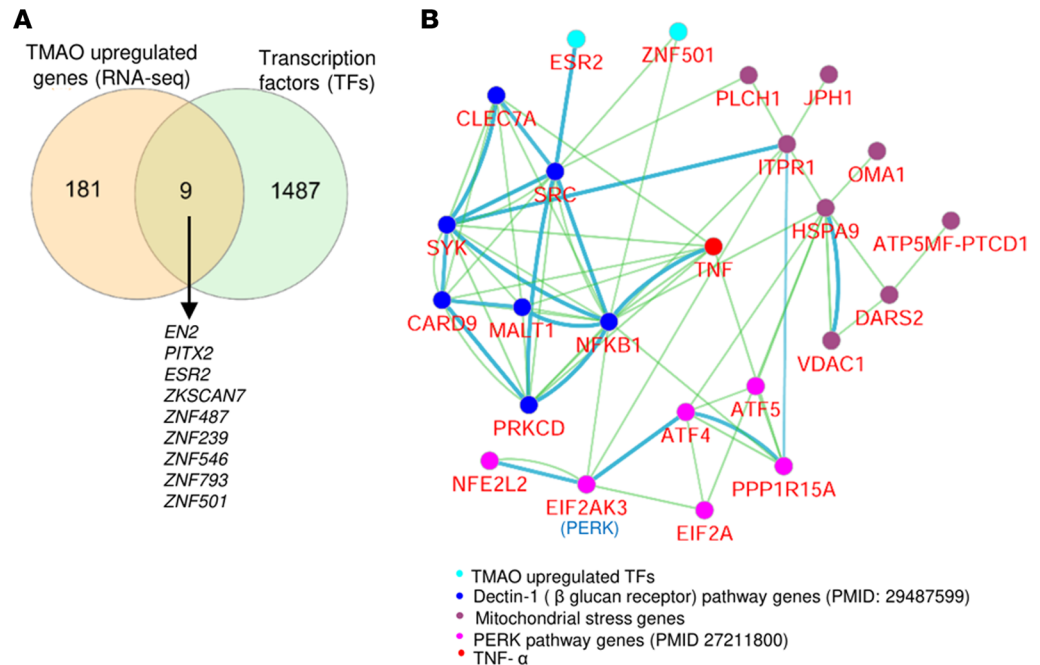 A
TMAO upregulated
genes (RNA-seq)
Transcription
factors (TFs)
181
9
1487
EN2
PITX2
ESR2
ZKSCAN7
ZNF487
ZNF239
ZNF546
ZNF793
ZNF501
B
ESR2
ZNF501
PLCH1
JPH1
CLEC7A
ITPR1
OMA1
SRC
HSPA9
ATP5MF-PTCD1
SYK
TNF
CARD9
MALT1
NFKB1
DARS2
VDAC1
PRKCD
ATF5
ATF4
NFE2L2
PPP1R15A
EIF2AK3
(PERK)
EIF2A
TMAO upregulated TFs
Dectin-1 ( β glucan receptor) pathway genes (PMID: 29487599)
Mitochondrial stress genes
PERK pathway genes (PMID 27211800)
TNF- α